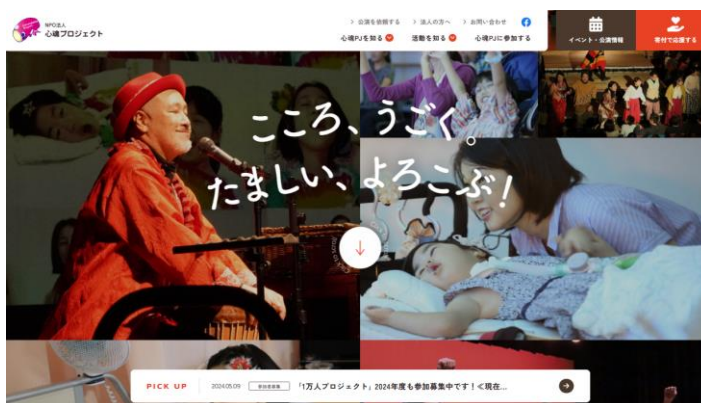 NPO法人
心魂プロジェクト
> 公演を依頼する > 法人の方へ > お問い合わせ
心魂PJを知る 活動を知る 心魂PJに参加する
イベント・公演情報
寄付で応援する
こころ、うごく。
たましい、よろこぶ!
PICK UP 2024.05.09 参加者募集 「1万人プロジェクト」2024年度も参加募集中です!≪現在...